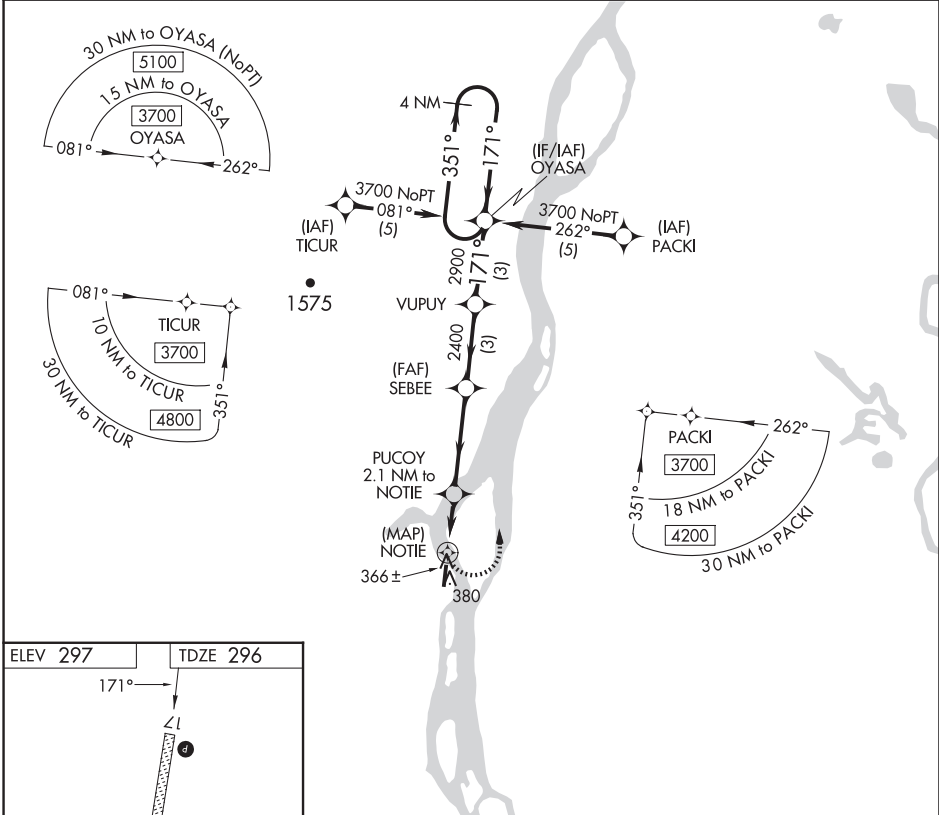 30 NM to OYASA (NoPT)
5100
15 NM to OYASA
3700
OYASA
081°
262°
4 NM
351°
171°
(IF/IAF)
OYASA
3700 NoPT
081°
(5)
(IAF)
TICUR
3700 NoPT
262°
(5)
(IAF)
PACKI
1575
2900
171°
(3)
VUPUY
2400
(3)
(FAF)
SEBEE
PUCOY
2.1 NM to
NOTIE
(MAP)
NOTIE
366±
380
081°
TICUR
3700
10 NM to TICUR
4800
30 NM to TICUR
351°
PACKI
262°
3700
18 NM to PACKI
4200
30 NM to PACKI
351°
ELEV 297
TDZE 296
171°
17
P